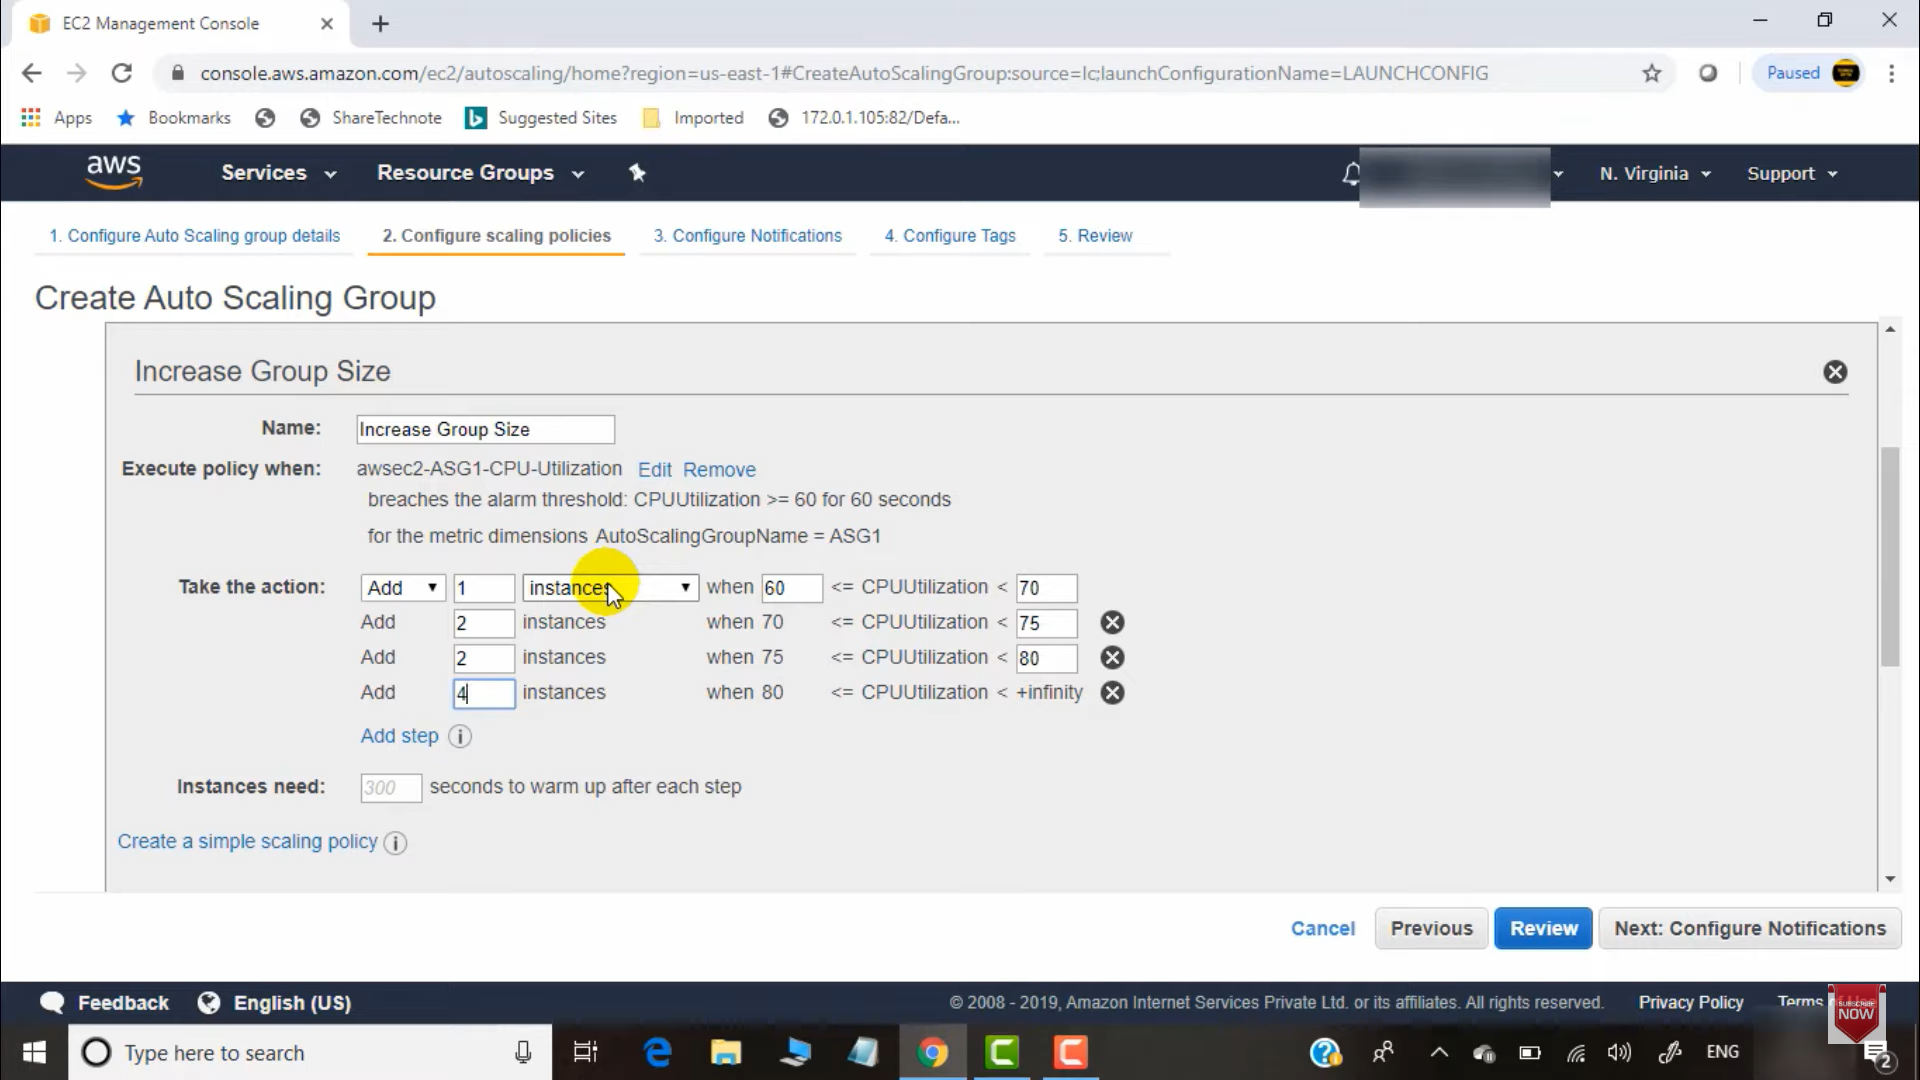 EC2 Management Console
console.aws.amazon.com/ec2/autoscaling/home?region=us-east-1#CreateAutoScalingGroup:source=lc;launchConfigurationName=LAUNCHCONFIG
Paused
Apps Bookmarks ShareTechnote Suggested Sites Imported 172.0.1.105:82/Defa...
aws Services Resource Groups N. Virginia Support
1. Configure Auto Scaling group details 2. Configure scaling policies 3. Configure Notifications 4. Configure Tags 5. Review
Create Auto Scaling Group
Increase Group Size
Name: Increase Group Size
Execute policy when: awsec2-ASG1-CPU-Utilization Edit Remove
breaches the alarm threshold: CPUUtilization >= 60 for 60 seconds
for the metric dimensions AutoScalingGroupName = ASG1
Take the action: Add 1 instances when 60 <= CPUUtilization < 70
Add 2 instances when 70 <= CPUUtilization < 75
Add 2 instances when 75 <= CPUUtilization < 80
Add 4 instances when 80 <= CPUUtilization < +infinity
Add step
Instances need: 300 seconds to warm up after each step
Create a simple scaling policy
Cancel Previous Review Next: Configure Notifications
Feedback English (US) © 2008 - 2019, Amazon Internet Services Private Ltd. or its affiliates. All rights reserved. Privacy Policy Terms
SUBSCRIBE
NOW
Type here to search ENG 2